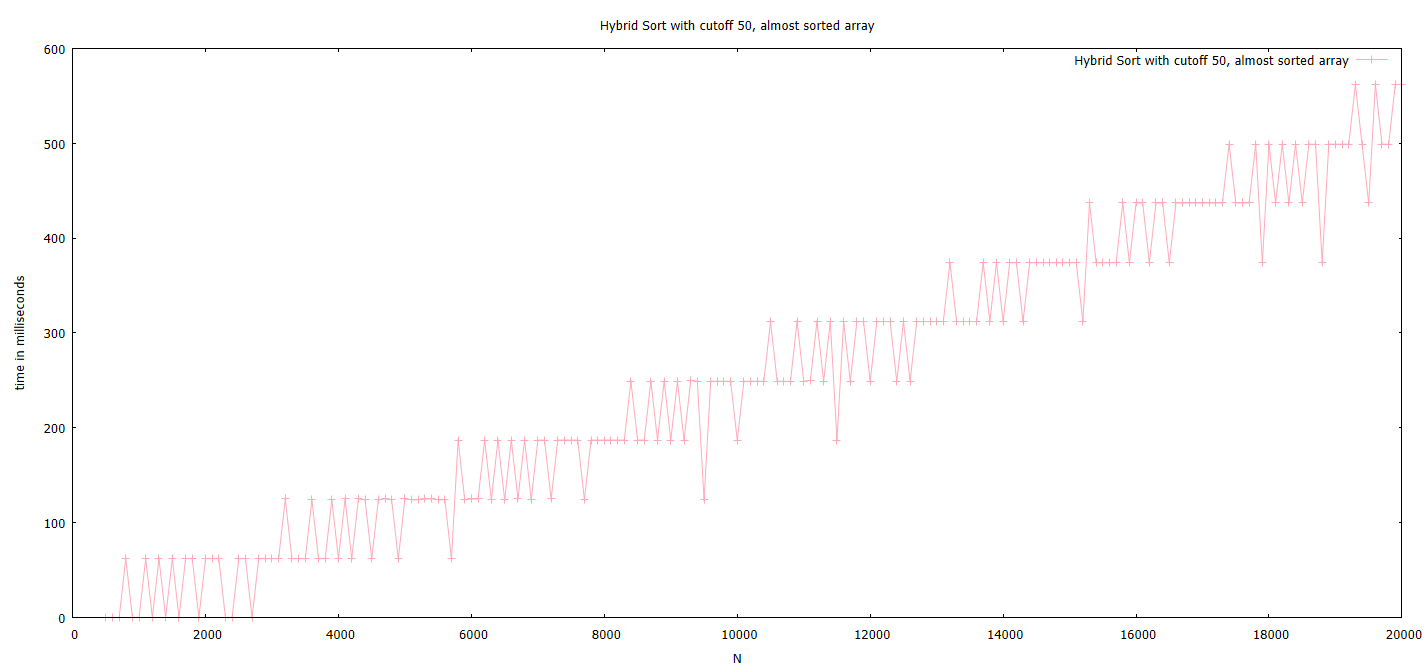 Hybrid Sort with cutoff 50, almost sorted array
Hybrid Sort with cutoff 50, almost sorted array
600
500
400
300
200
100
0
time in milliseconds
0 2000 4000 6000 8000 10000 12000 14000 16000 18000 20000
N